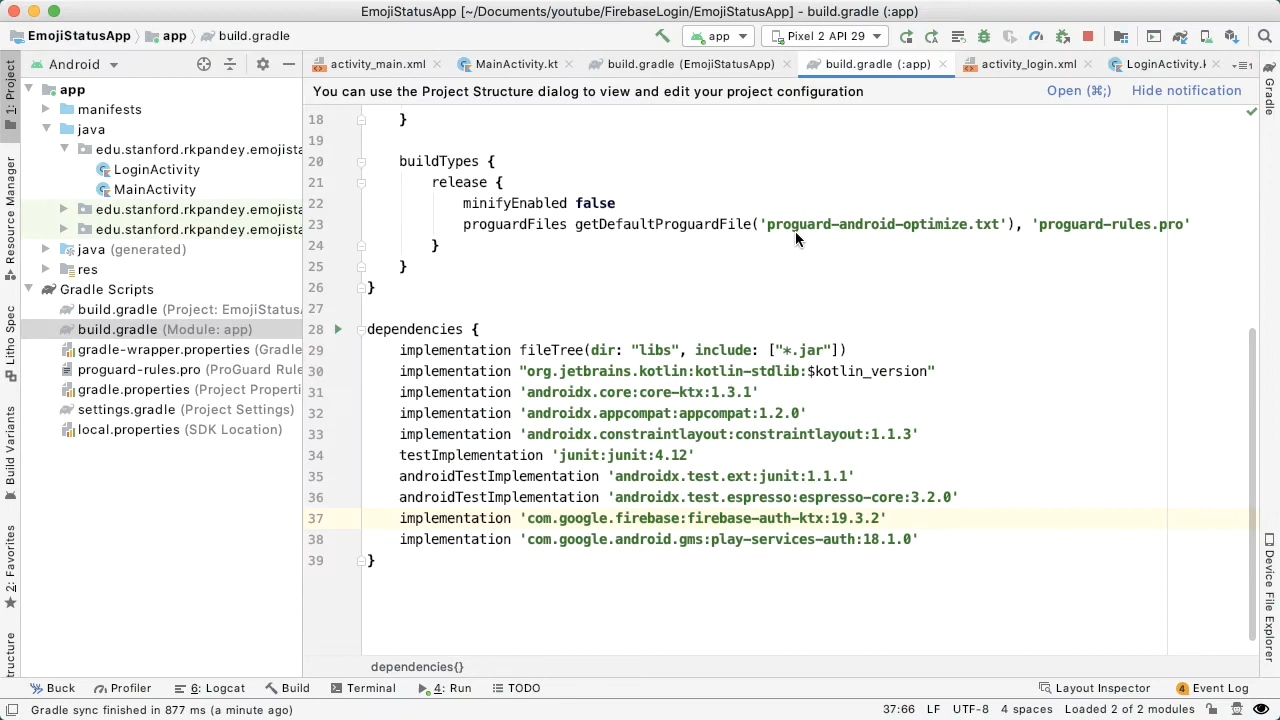 EmojiStatusApp [~/Documents/youtube/FirebaseLogin/EmojiStatusApp] - build.gradle (:app)
EmojiStatusApp app build.gradle app Pixel 2 API 29
1: Project
Resource Manager
Litho Spec
Build Variants
2: Favorites
Android
activity_main.xml MainActivity.kt build.gradle (EmojiStatusApp) build.gradle (:app) activity_login.xml LoginActivity.k
You can use the Project Structure dialog to view and edit your project configuration Open (⌘;) Hide notification
app
manifests
java
edu.stanford.rkpandey.emojista
LoginActivity
MainActivity
edu.stanford.rkpandey.emojista
edu.stanford.rkpandey.emojista
java (generated)
res
Gradle Scripts
build.gradle (Project: EmojiStatus
build.gradle (Module: app)
gradle-wrapper.properties (Gradle
proguard-rules.pro (ProGuard Rule
gradle.properties (Project Properti
settings.gradle (Project Settings)
local.properties (SDK Location)
18 }
19
20 buildTypes {
21 release {
22 minifyEnabled false
23 proguardFiles getDefaultProguardFile('proguard-android-optimize.txt'), 'proguard-rules.pro'
24 }
25 }
26 }
27
28 dependencies {
29 implementation fileTree(dir: "libs", include: ["*.jar"])
30 implementation "org.jetbrains.kotlin:kotlin-stdlib:$kotlin_version"
31 implementation 'androidx.core:core-ktx:1.3.1'
32 implementation 'androidx.appcompat:appcompat:1.2.0'
33 implementation 'androidx.constraintlayout:constraintlayout:1.1.3'
34 testImplementation 'junit:junit:4.12'
35 androidTestImplementation 'androidx.test.ext:junit:1.1.1'
36 androidTestImplementation 'androidx.test.espresso:espresso-core:3.2.0'
37 implementation 'com.google.firebase:firebase-auth-ktx:19.3.2'
38 implementation 'com.google.android.gms:play-services-auth:18.1.0'
39 }
dependencies{}
Gradle
Device File Explorer
tructure
Buck Profiler 6: Logcat Build Terminal 4: Run TODO Layout Inspector 4 Event Log
Gradle sync finished in 877 ms (a minute ago) 37:66 LF UTF-8 4 spaces Loaded 2 of 2 modules